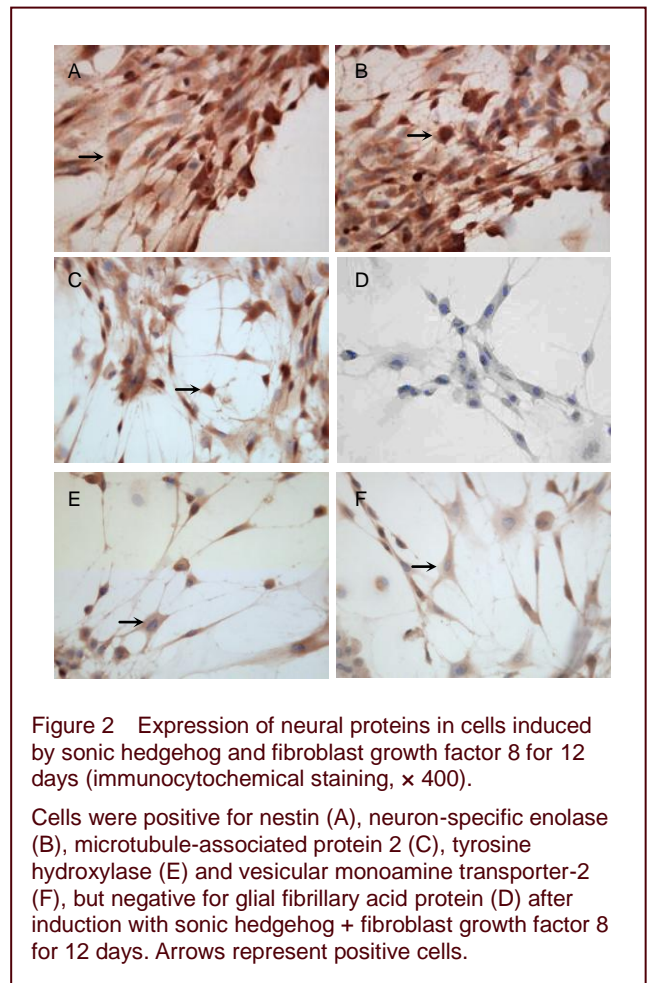 A
B
C
D
E
F
Figure 2 Expression of neural proteins in cells induced
by sonic hedgehog and fibroblast growth factor 8 for 12
days (immunocytochemical staining, × 400).
Cells were positive for nestin (A), neuron-specific enolase
(B), microtubule-associated protein 2 (C), tyrosine
hydroxylase (E) and vesicular monoamine transporter-2
(F), but negative for glial fibrillary acid protein (D) after
induction with sonic hedgehog + fibroblast growth factor 8
for 12 days. Arrows represent positive cells.